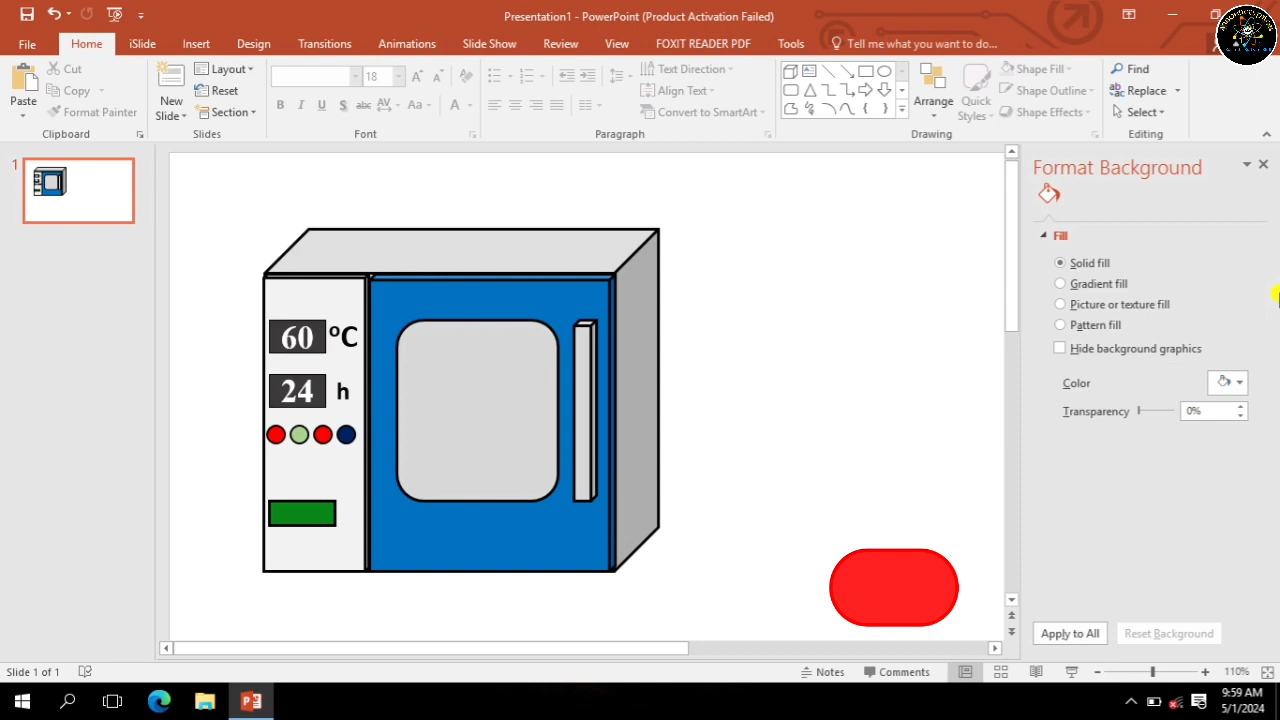 Presentation1 - PowerPoint (Product Activation Failed)
File Home iSlide Insert Design Transitions Animations Slide Show Review View FOXIT READER PDF Tools Tell me what you want to do...
Paste
Cut
Copy
Format Painter
Clipboard
New
Slide
Layout
Reset
Section
Slides
18
B I U S abc AV Aa A
Font
Text Direction
Align Text
Convert to SmartArt
Paragraph
Arrange
Quick
Styles
Shape Fill
Shape Outline
Shape Effects
Drawing
Find
Replace
Select
Editing
1
60 °C
24 h
Format Background
Fill
Solid fill
Gradient fill
Picture or texture fill
Pattern fill
Hide background graphics
Color
Transparency 0%
Apply to All Reset Background
Slide 1 of 1 Notes Comments 110%
9:59 AM
5/1/2024